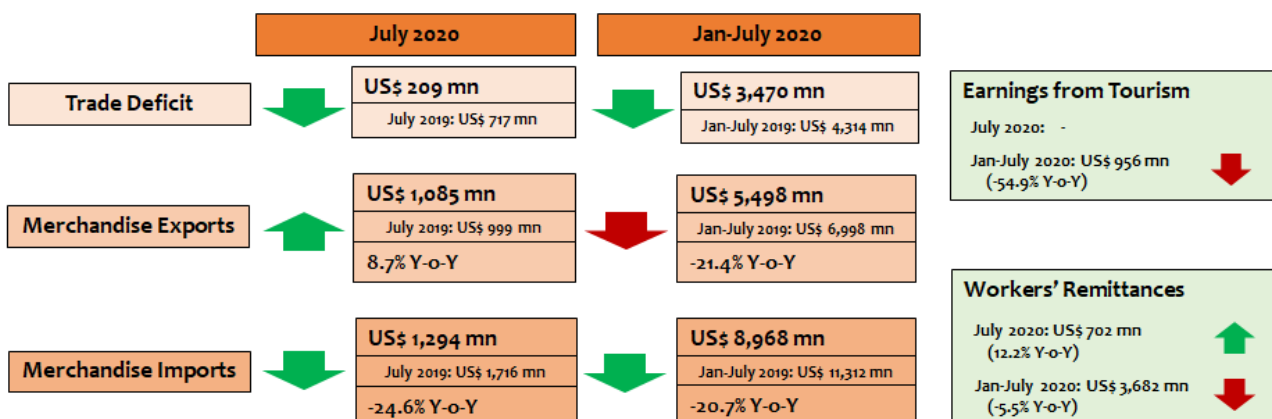 July 2020
Jan-July 2020
Trade Deficit
US$ 209 mn
July 2019: US$ 717 mn
US$ 3,470 mn
Jan-July 2019: US$ 4,314 mn
Merchandise Exports
US$ 1,085 mn
July 2019: US$ 999 mn
8.7% Y-o-Y
US$ 5,498 mn
Jan-July 2019: US$ 6,998 mn
-21.4% Y-o-Y
Merchandise Imports
US$ 1,294 mn
July 2019: US$ 1,716 mn
-24.6% Y-o-Y
US$ 8,968 mn
Jan-July 2019: US$ 11,312 mn
-20.7% Y-o-Y
Earnings from Tourism
July 2020: -
Jan-July 2020: US$ 956 mn
(-54.9% Y-o-Y)
Workers' Remittances
July 2020: US$ 702 mn
(12.2% Y-o-Y)
Jan-July 2020: US$ 3,682 mn
(-5.5% Y-o-Y)